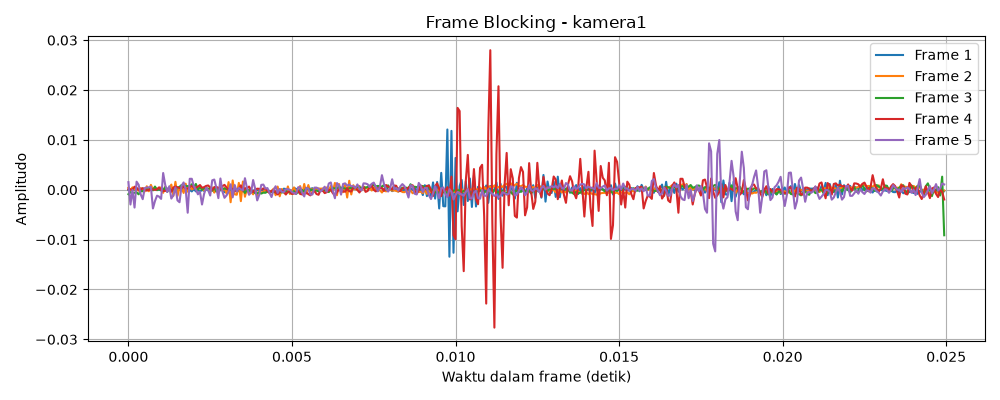 Frame Blocking - kamera1
Amplitudo
0.03
0.02
0.01
0.00
−0.01
−0.02
−0.03
Frame 1
Frame 2
Frame 3
Frame 4
Frame 5
0.000 0.005 0.010 0.015 0.020 0.025
Waktu dalam frame (detik)